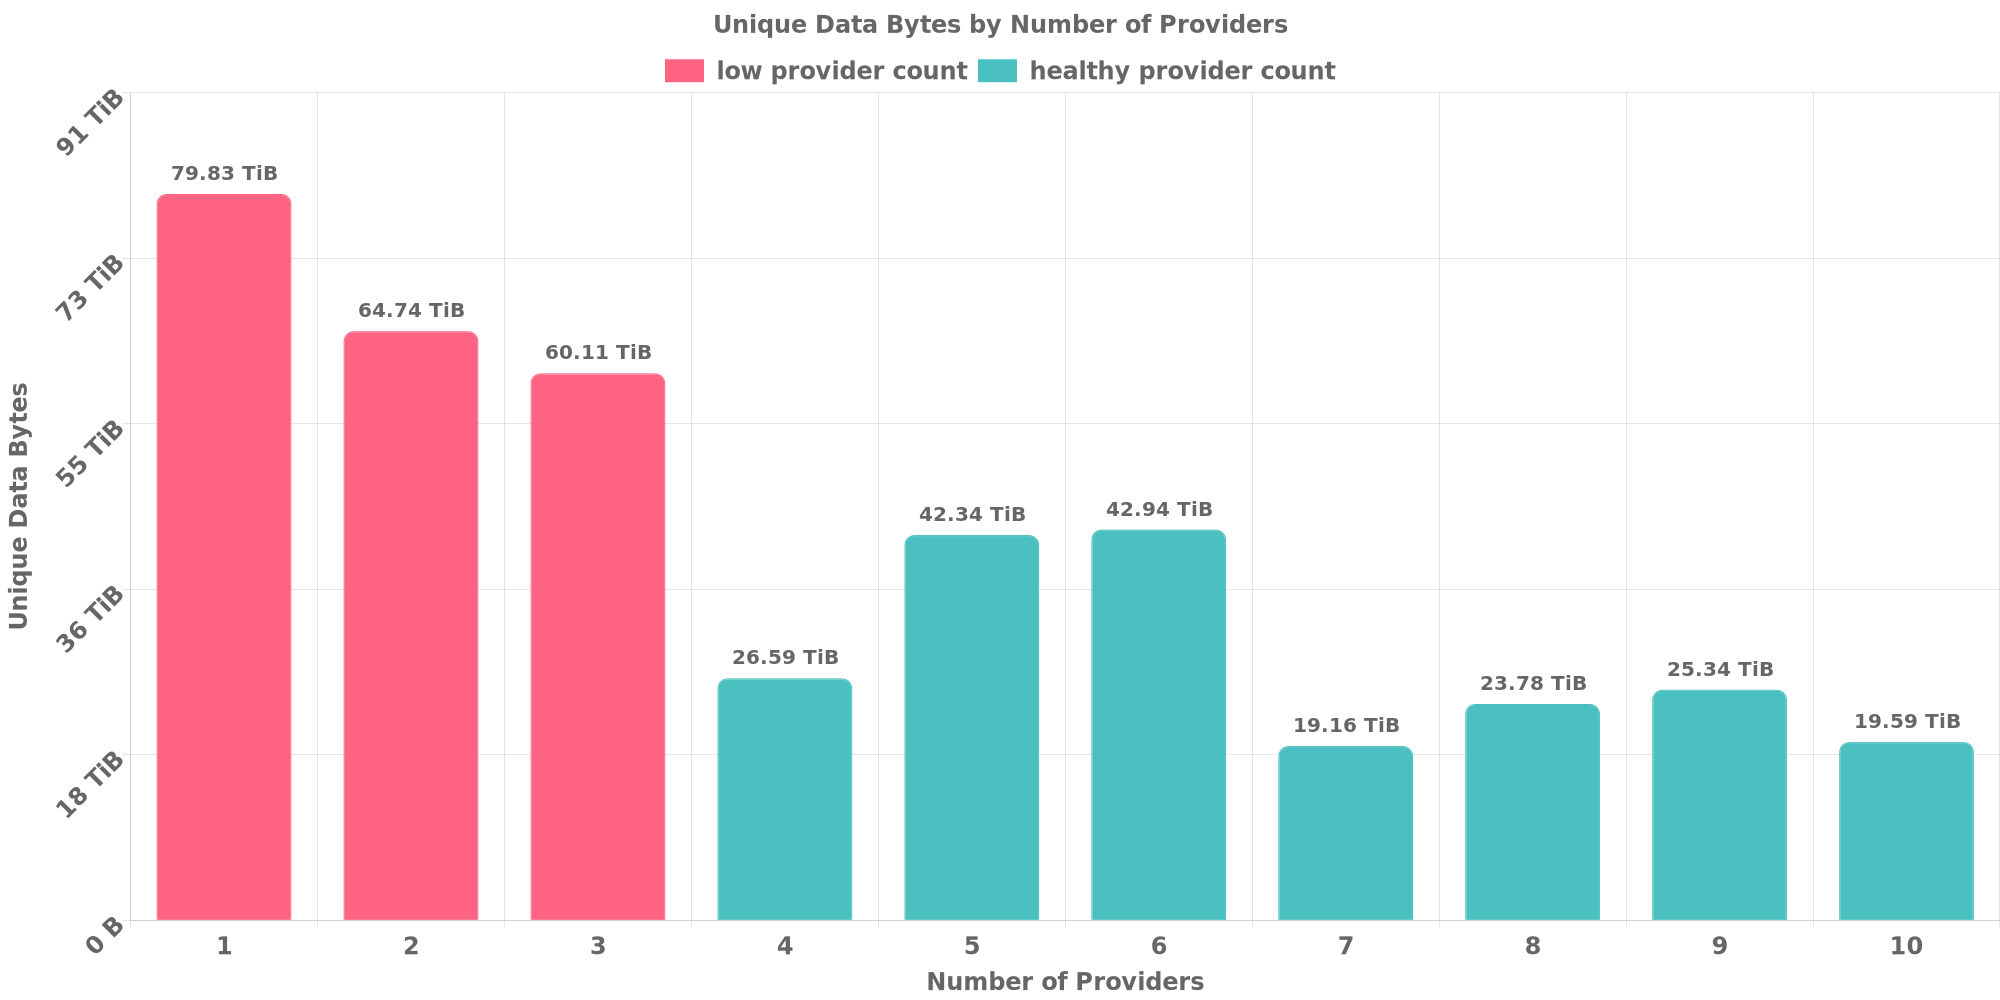 Unique Data Bytes by Number of Providers
low provider count
healthy provider count
91 TiB
73 TiB
55 TiB
36 TiB
18 TiB
0 B
Unique Data Bytes
79.83 TiB
64.74 TiB
60.11 TiB
26.59 TiB
42.34 TiB
42.94 TiB
19.16 TiB
23.78 TiB
25.34 TiB
19.59 TiB
1 2 3 4 5 6 7 8 9 10
Number of Providers